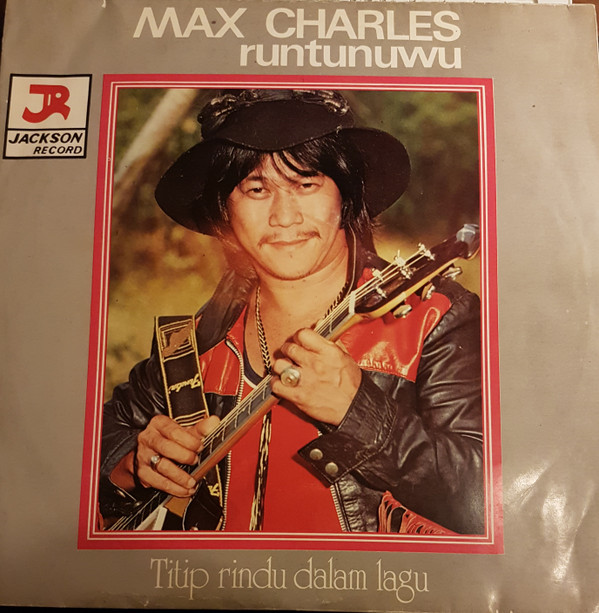 MAX CHARLES
runtunuwu
JR
JACKSON
RECORD
Titip rindu dalam lagu